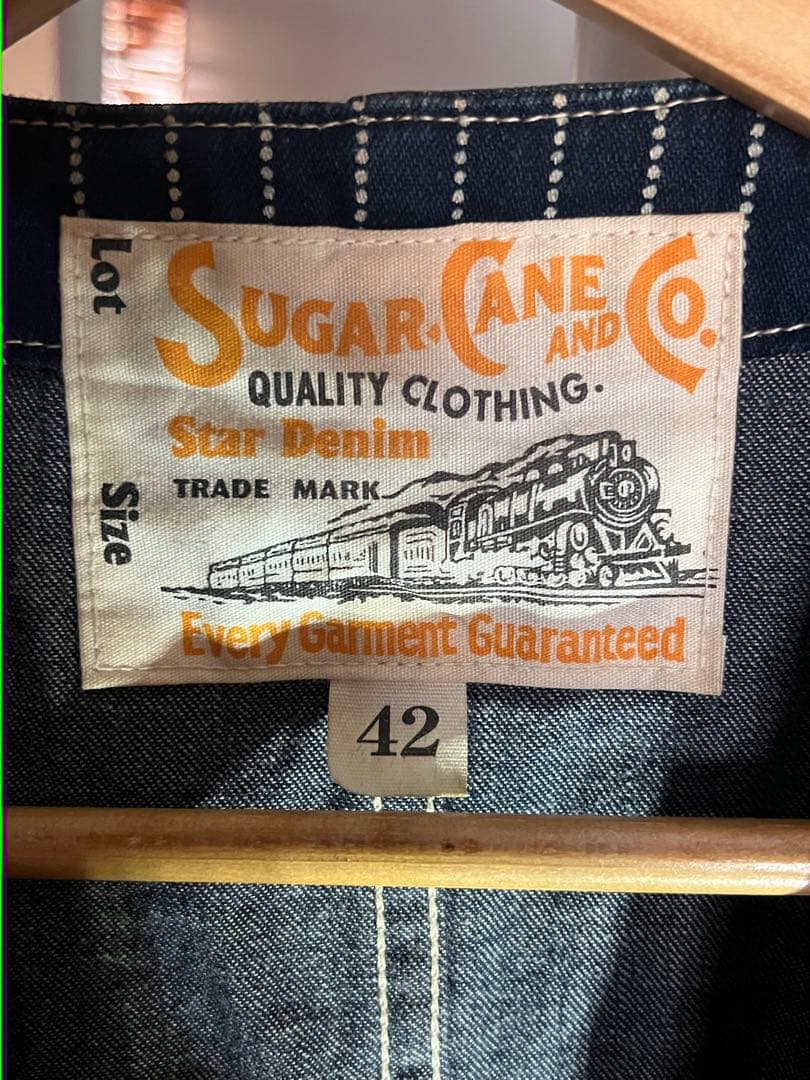 Lot
SUGAR.CANE AND CO.
QUALITY CLOTHING.
Star Denim
TRADE MARK
Size
Every Garment Guaranteed
42